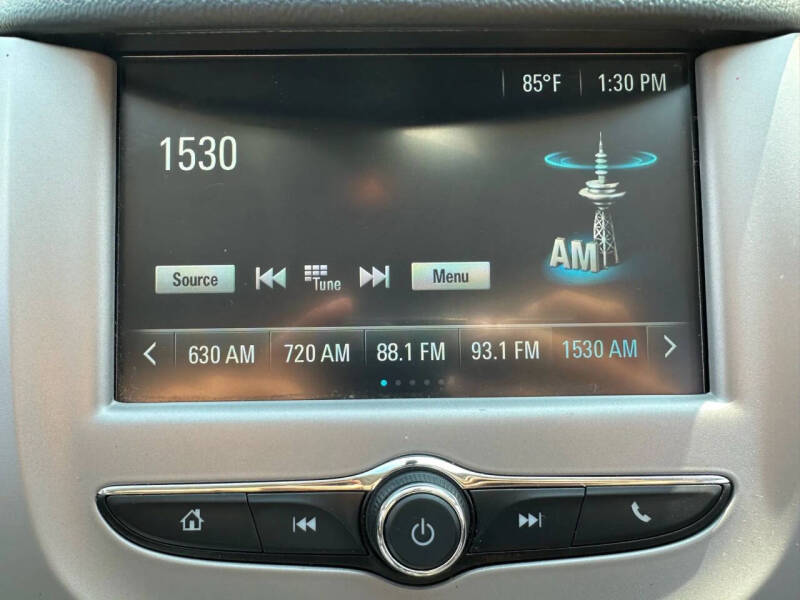 85°F 1:30 PM
1530
AM
Source Tune Menu
630 AM 720 AM 88.1 FM 93.1 FM 1530 AM